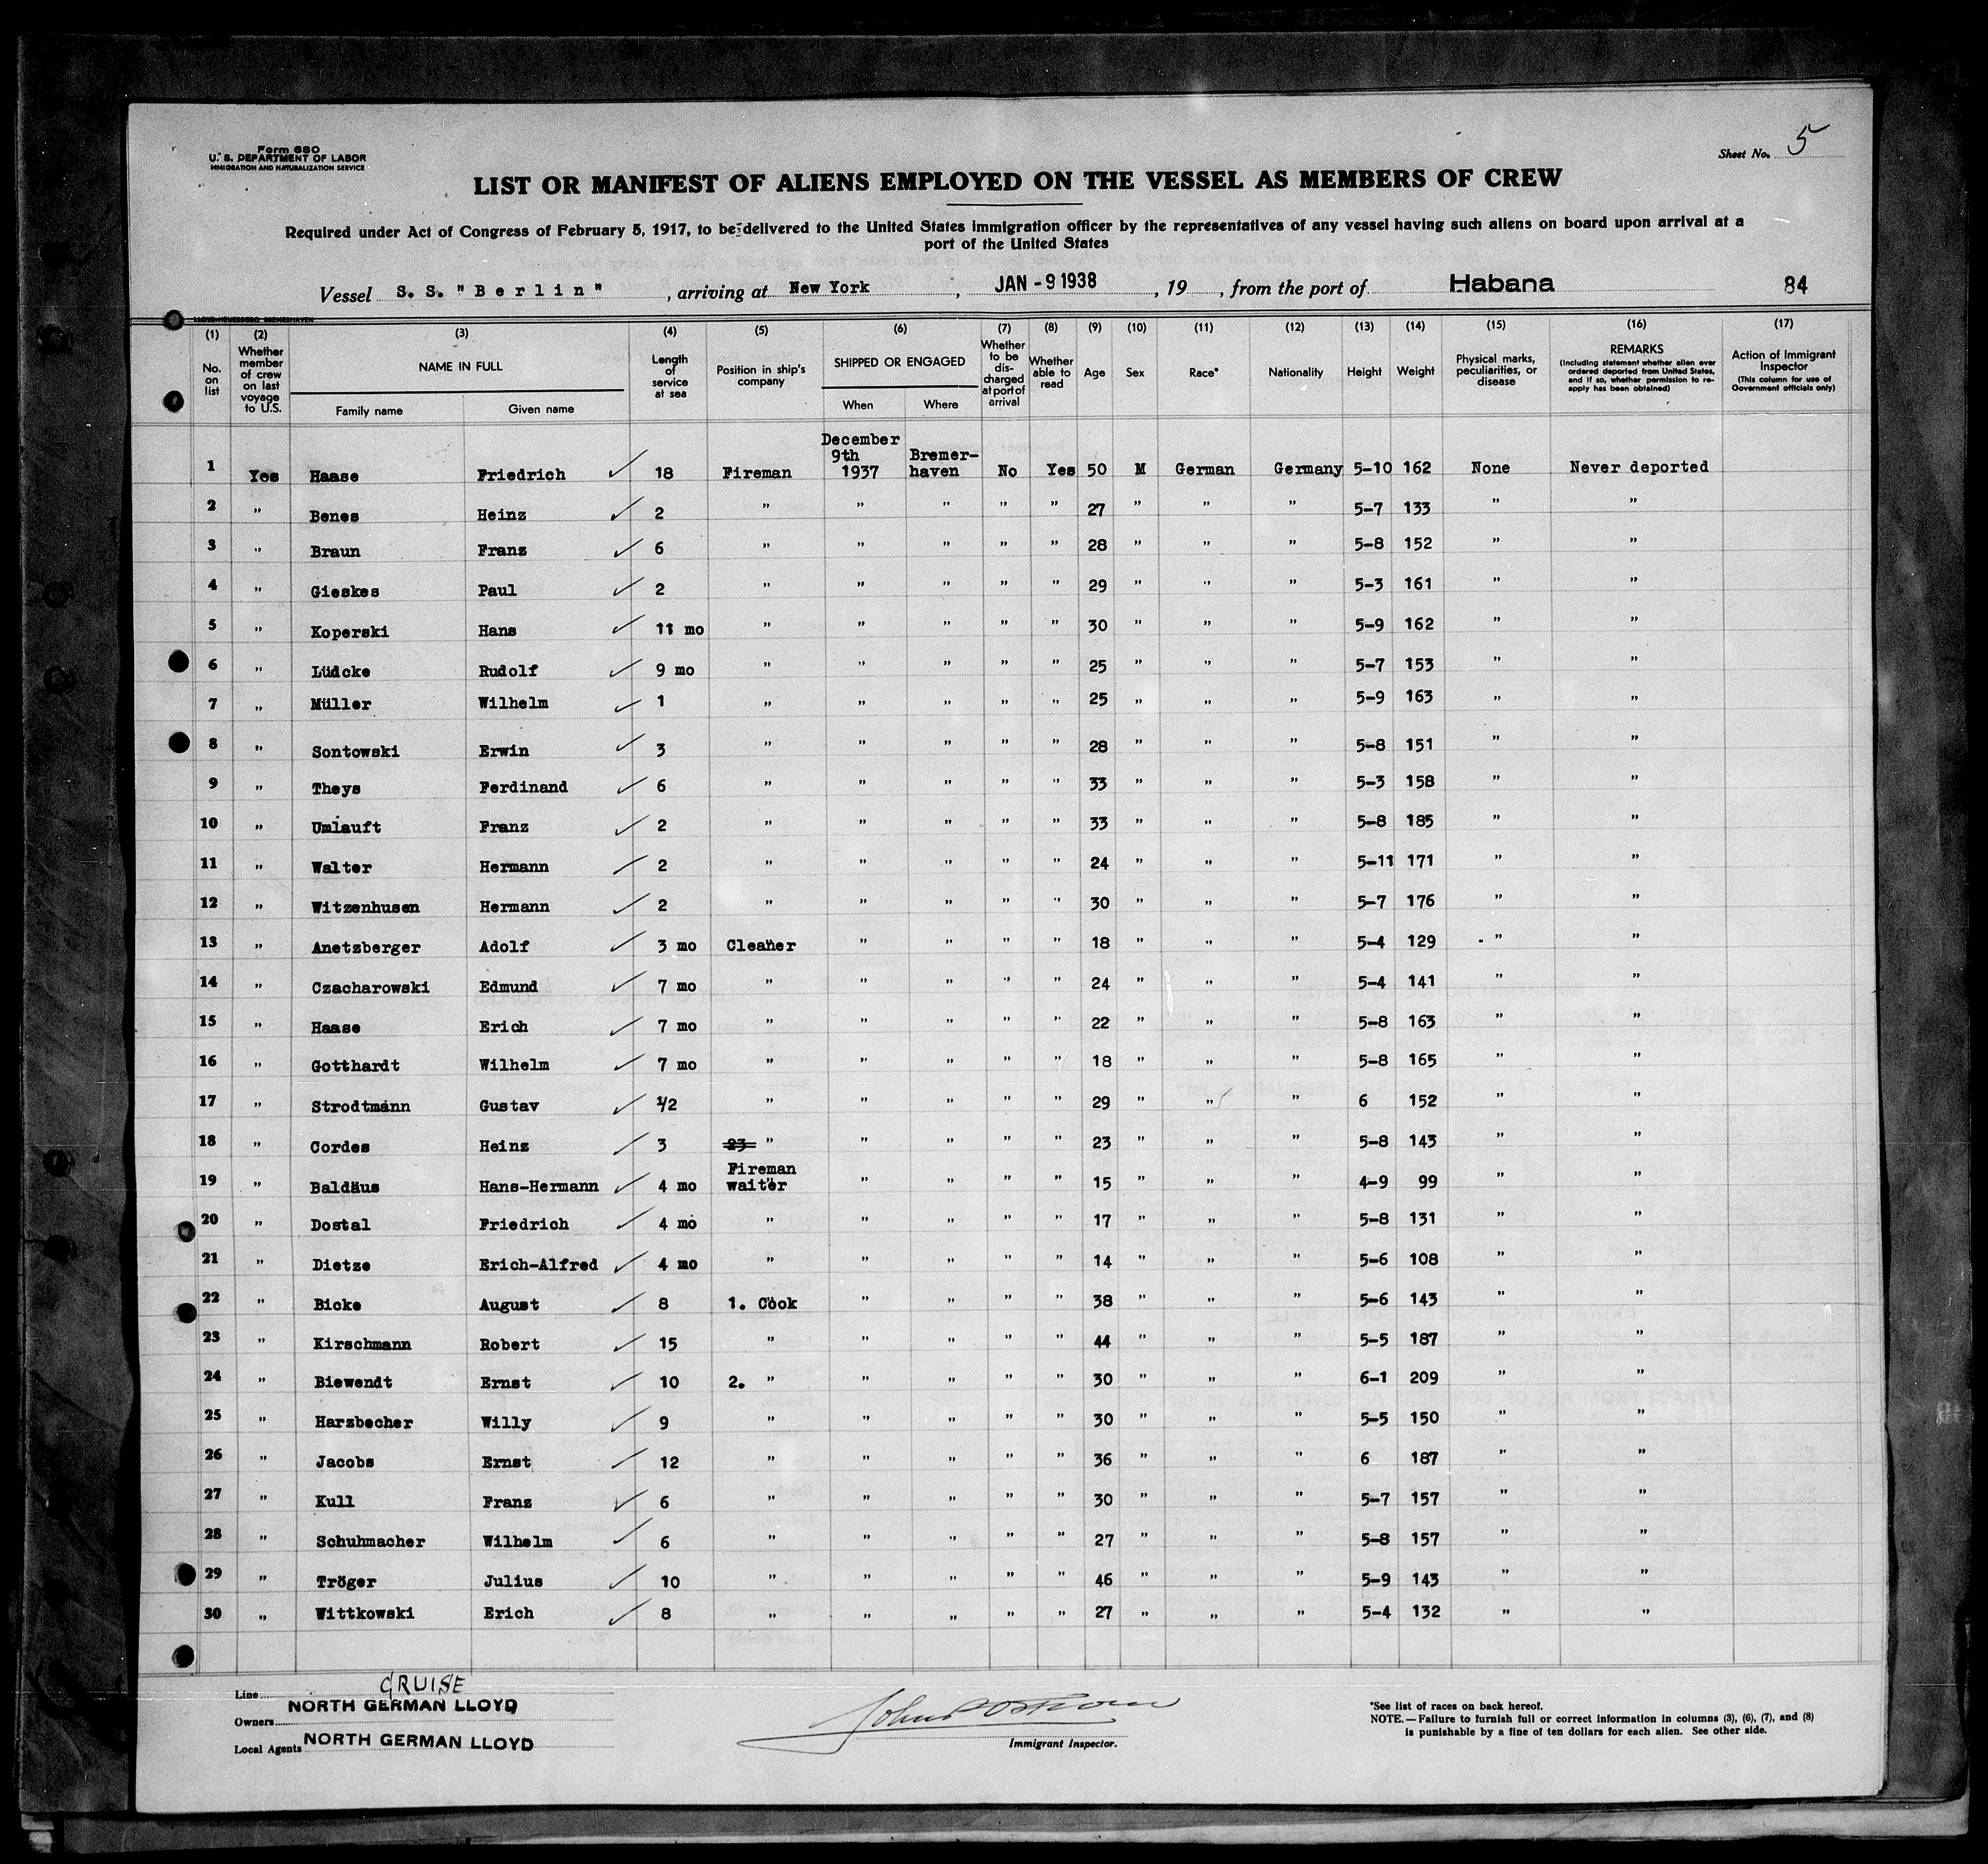 Form 680
U. S. DEPARTMENT OF LABOR
IMMIGRATION AND NATURALIZATION SERVICE
Sheet No. 5
LIST OR MANIFEST OF ALIENS EMPLOYED ON THE VESSEL AS MEMBERS OF CREW
Required under Act of Congress of February 5, 1917, to be delivered to the United States immigration officer by the representatives of any vessel having such aliens on board upon arrival at a
port of the United States
Vessel S. S. "Berlin", arriving at New York, JAN - 9 1938, 19, from the port of Habana 84
(1) (2) (3) (4) (5) (6) (7) (8) (9) (10) (11) (12) (13) (14) (15) (16) (17)
No. on list
Whether member of crew on last voyage to U.S.
NAME IN FULL
Family name
Given name
Length of service at sea
Position in ship's company
SHIPPED OR ENGAGED
When
Where
Whether to be discharged at port of arrival
Whether able to read
Age
Sex
Race*
Nationality
Height
Weight
Physical marks, peculiarities, or disease
REMARKS
(Including statement whether alien ever ordered deported from United States, and if so, whether permission to re-apply has been obtained)
Action of Immigrant Inspector
(This column for use of Government officials only)
1 Yes Haase Friedrich ✓ 18 Fireman December 9th 1937 Bremer-haven No Yes 50 M German Germany 5-10 162 None Never deported
2 " Benes Heinz ✓ 2 " " " " " 27 " " " 5-7 133 " "
3 " Braun Franz ✓ 6 " " " " " 28 " " " 5-8 152 " "
4 " Gieskes Paul ✓ 2 " " " " " 29 " " " 5-3 161 " "
5 " Koperski Hans ✓ 11 mo " " " " " 30 " " " 5-9 162 " "
6 " Lüdcke Rudolf ✓ 9 mo " " " " " 25 " " " 5-7 153 " "
7 " Müller Wilhelm ✓ 1 " " " " " 25 " " " 5-9 163 " "
8 " Sontowski Erwin ✓ 3 " " " " " 28 " " " 5-8 151 " "
9 " Theys Ferdinand ✓ 6 " " " " " 33 " " " 5-3 158 " "
10 " Umlauft Franz ✓ 2 " " " " " 33 " " " 5-8 185 " "
11 " Walter Hermann ✓ 2 " " " " " 24 " " " 5-11 171 " "
12 " Witzenhusen Hermann ✓ 2 " " " " " 30 " " " 5-7 176 " "
13 " Anetzberger Adolf ✓ 3 mo Cleaner " " " " 18 " " " 5-4 129 " "
14 " Czacharowski Edmund ✓ 7 mo " " " " " 24 " " " 5-4 141 " "
15 " Haase Erich ✓ 7 mo " " " " " 22 " " " 5-8 163 " "
16 " Gotthardt Wilhelm ✓ 7 mo " " " " " 18 " " " 5-8 165 " "
17 " Strodtmann Gustav ✓ 1/2 " " " " " 29 " " " 6 152 " "
18 " Cordes Heinz ✓ 3 23 " " " " " 23 " " " 5-8 143 " "
19 " Baldäus Hans-Hermann ✓ 4 mo Fireman waiter " " " " 15 " " " 4-9 99 " "
20 " Dostal Friedrich ✓ 4 mo " " " " " 17 " " " 5-8 131 " "
21 " Dietze Erich-Alfred ✓ 4 mo " " " " " 14 " " " 5-6 108 " "
22 " Bicke August ✓ 8 1. Cook " " " " 38 " " " 5-6 143 " "
23 " Kirschmann Robert ✓ 15 " " " " " 44 " " " 5-5 187 " "
24 " Biewendt Ernst ✓ 10 2. " " " " " 30 " " " 6-1 209 " "
25 " Harzbecher Willy ✓ 9 " " " " " 30 " " " 5-5 150 " "
26 " Jacobs Ernst ✓ 12 " " " " " 36 " " " 6 187 " "
27 " Kull Franz ✓ 6 " " " " " 30 " " " 5-7 157 " "
28 " Schuhmacher Wilhelm ✓ 6 " " " " " 27 " " " 5-8 157 " "
29 " Tröger Julius ✓ 10 " " " " " 46 " " " 5-9 143 " "
30 " Wittkowski Erich ✓ 8 " " " " " 27 " " " 5-4 132 " "
Line CRUISE
NORTH GERMAN LLOYD
Owners
Local Agents NORTH GERMAN LLOYD
Immigrant Inspector.
*See list of races on back hereof.
NOTE.—Failure to furnish full or correct information in columns (3), (6), (7), and (8)
is punishable by a fine of ten dollars for each alien. See other side.